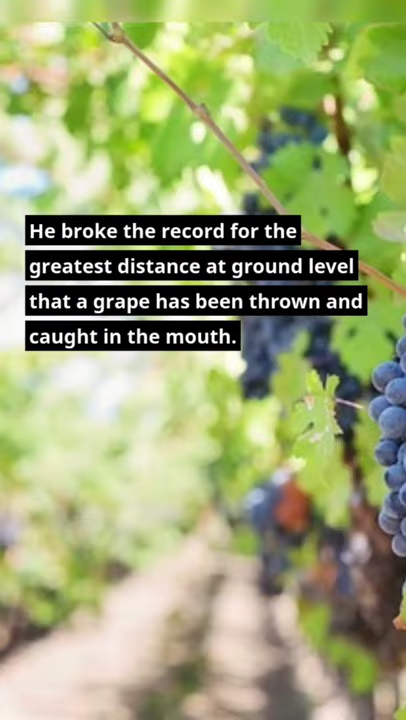 He broke the record for the
greatest distance at ground level
that a grape has been thrown and
caught in the mouth.